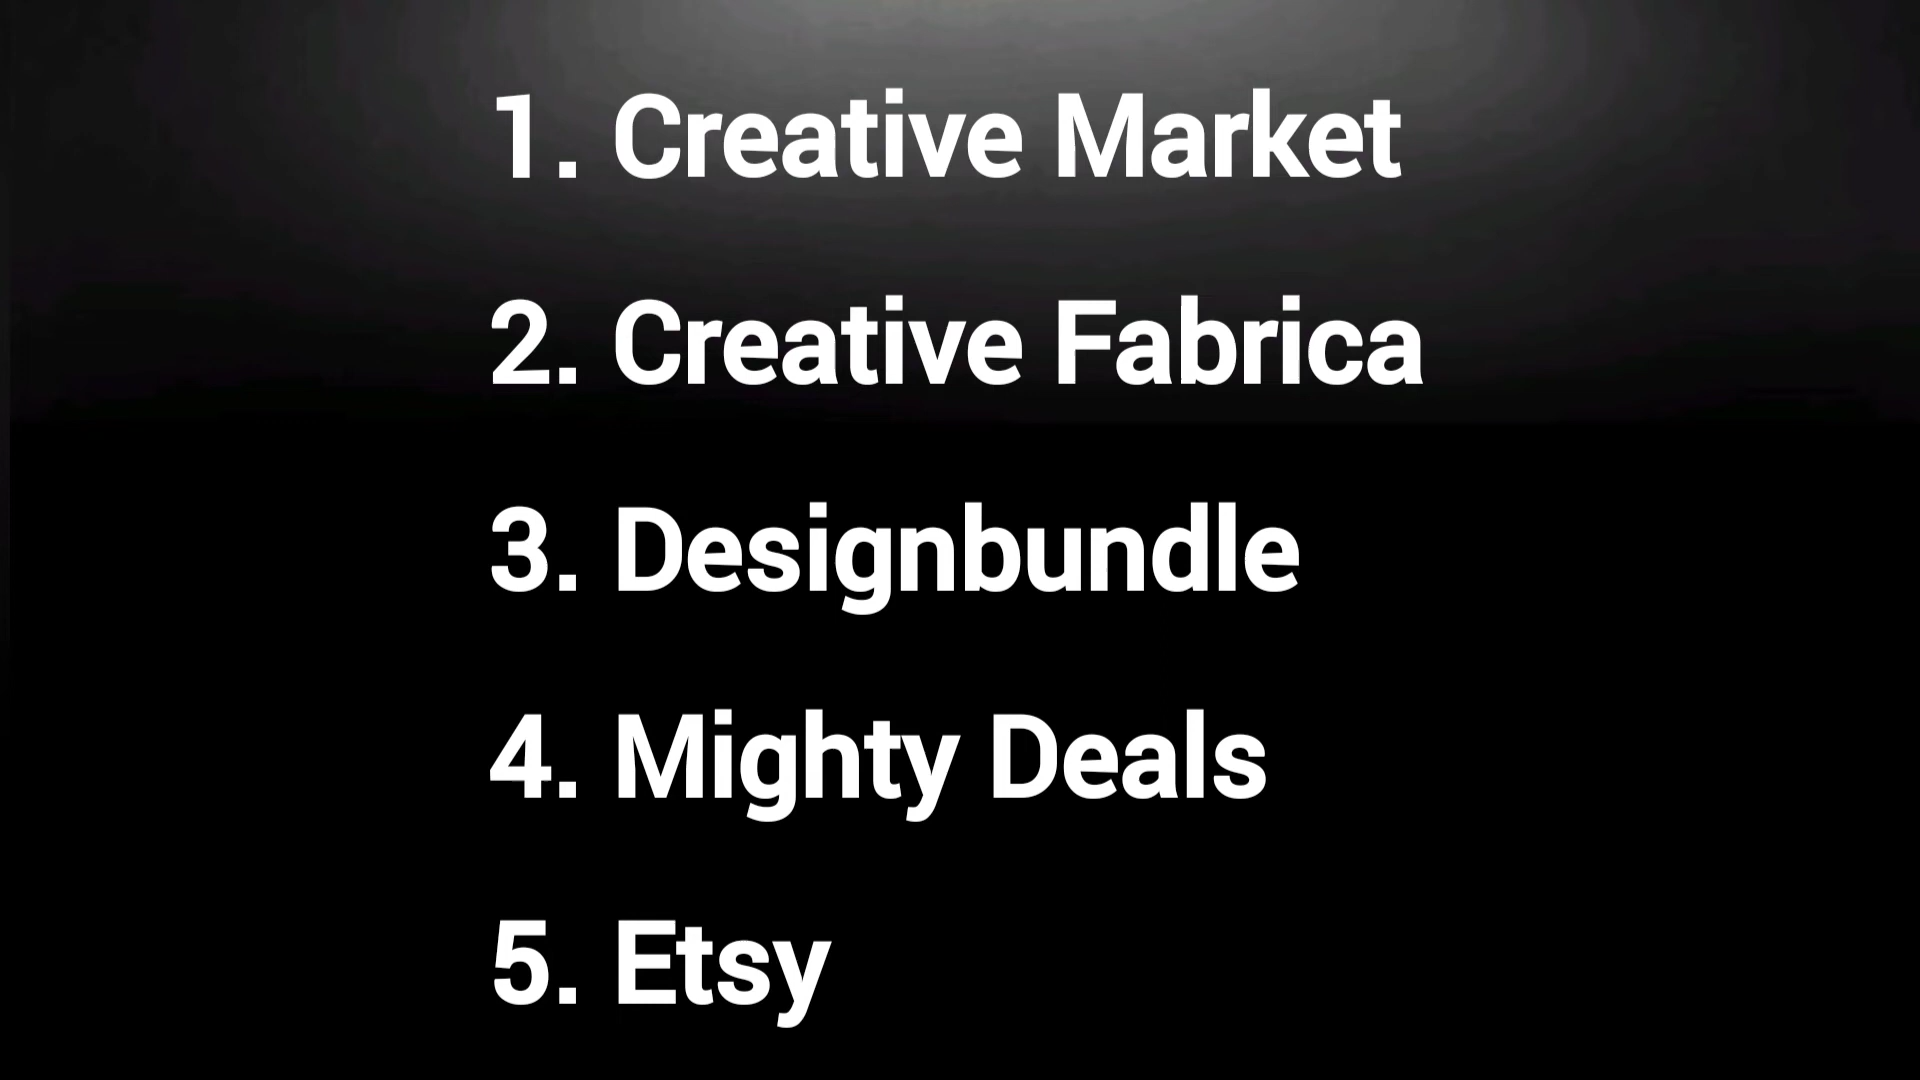 1. Creative Market
2. Creative Fabrica
3. Designbundle
4. Mighty Deals
5. Etsy